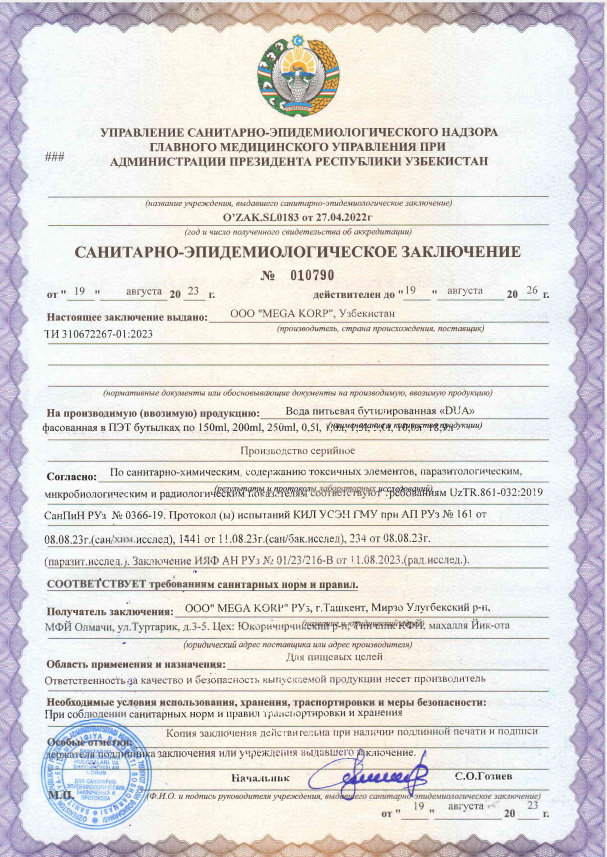 УПРАВЛЕНИЕ САНИТАРНО-ЭПИДЕМИОЛОГИЧЕСКОГО НАДЗОРА
ГЛАВНОГО МЕДИЦИНСКОГО УПРАВЛЕНИЯ ПРИ
###
АДМИНИСТРАЦИИ ПРЕЗИДЕНТА РЕСПУБЛИКИ УЗБЕКИСТАН
(название учреждения, выдавшего санитарно-эпидемиологическое заключение)
O'ZAK.SL0183 от 27.04.2022г
(год и число полученного свидетельства об аккредитации)
САНИТАРНО-ЭПИДЕМИОЛОГИЧЕСКОЕ ЗАКЛЮЧЕНИЕ
№ 010790
от " 19 " августа 20 23 г. действителен до "19 " августа 20 26 г.
Настоящее заключение выдано: ООО "MEGA KORP", Узбекистан
(производитель, страна происхождения, поставщик)
ТИ 310672267-01:2023
(нормативные документы или обосновывающие документы на производимую, ввозимую продукцию)
На производимую (ввозимую) продукцию: Вода питьевая бутилированная «DUA»
фасованная в ПЭТ бутылках по 150ml, 200ml, 250ml, 0,5l,
Производство серийное
Согласно: По санитарно-химическим, содержанию токсичных элементов, паразитологическим,
(результаты и протоколы лабораторных исследований)
микробиологическим и радиологическим показателям соответствуют требованиям UzTR.861-032:2019
СанПиН РУз № 0366-19. Протокол (ы) испытаний КИЛ УСЭН ГМУ при АП РУз № 161 от
08.08.23г.(сан/хим.исслед), 1441 от 11.08.23г.(сан/бак.исслед), 234 от 08.08.23г.
(паразит.исслед.). Заключение ИЯФ АН РУз № 01/23/216-В от 11.08.2023.(рад.исслед.).
СООТВЕТСТВУЕТ требованиям санитарных норм и правил.
Получатель заключения: ООО" MEGA KORP" РУз, г.Ташкент, Мирзо Улугбекский р-н,
МФЙ Олмачи, ул.Туртарик, д.3-5. Цех: Юкоричирчикский р-н, КФЙ, махалля Йик-ота
(юридический адрес поставщика или адрес производителя)
Для пищевых целей
Область применения и назначения:
Ответственность за качество и безопасность выпускаемой продукции несет производитель
Необходимые условия использования, хранения, траспортировки и меры безопасности:
При соблюдении санитарных норм и правил транспортировки и хранения
Копия заключения действительна при наличии подлинной печати и подписи
Особые отметки:
держателя подлинника заключения или учреждения выдавшего заключение.
Начальник С.О.Гозиев
М.П. (Ф.И.О. и подпись руководителя учреждения, выдавшего санитарно-эпидемиологическое заключение)
от " 19 " августа 20 23 г.
ДЛЯ САНИТАРНО-
ЭПИДЕМИОЛОГИЧЕСКИХ
ЗАКЛЮЧЕНИЙ И
ПРОТОКОЛА